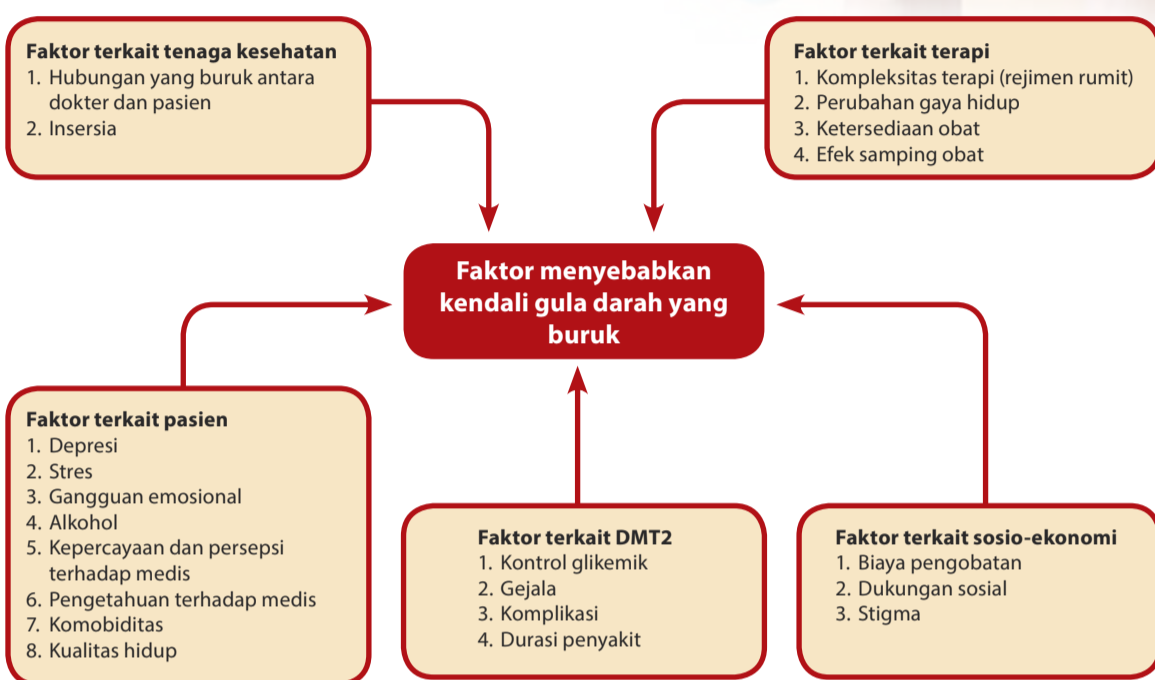 Faktor terkait tenaga kesehatan
1. Hubungan yang buruk antara
dokter dan pasien
2. Insersia
Faktor terkait terapi
1. Kompleksitas terapi (rejimen rumit)
2. Perubahan gaya hidup
3. Ketersediaan obat
4. Efek samping obat
Faktor menyebabkan
kendali gula darah yang
buruk
Faktor terkait pasien
1. Depresi
2. Stres
3. Gangguan emosional
4. Alkohol
5. Kepercayaan dan persepsi
terhadap medis
6. Pengetahuan terhadap medis
7. Komobiditas
8. Kualitas hidup
Faktor terkait DMT2
1. Kontrol glikemik
2. Gejala
3. Komplikasi
4. Durasi penyakit
Faktor terkait sosio-ekonomi
1. Biaya pengobatan
2. Dukungan sosial
3. Stigma